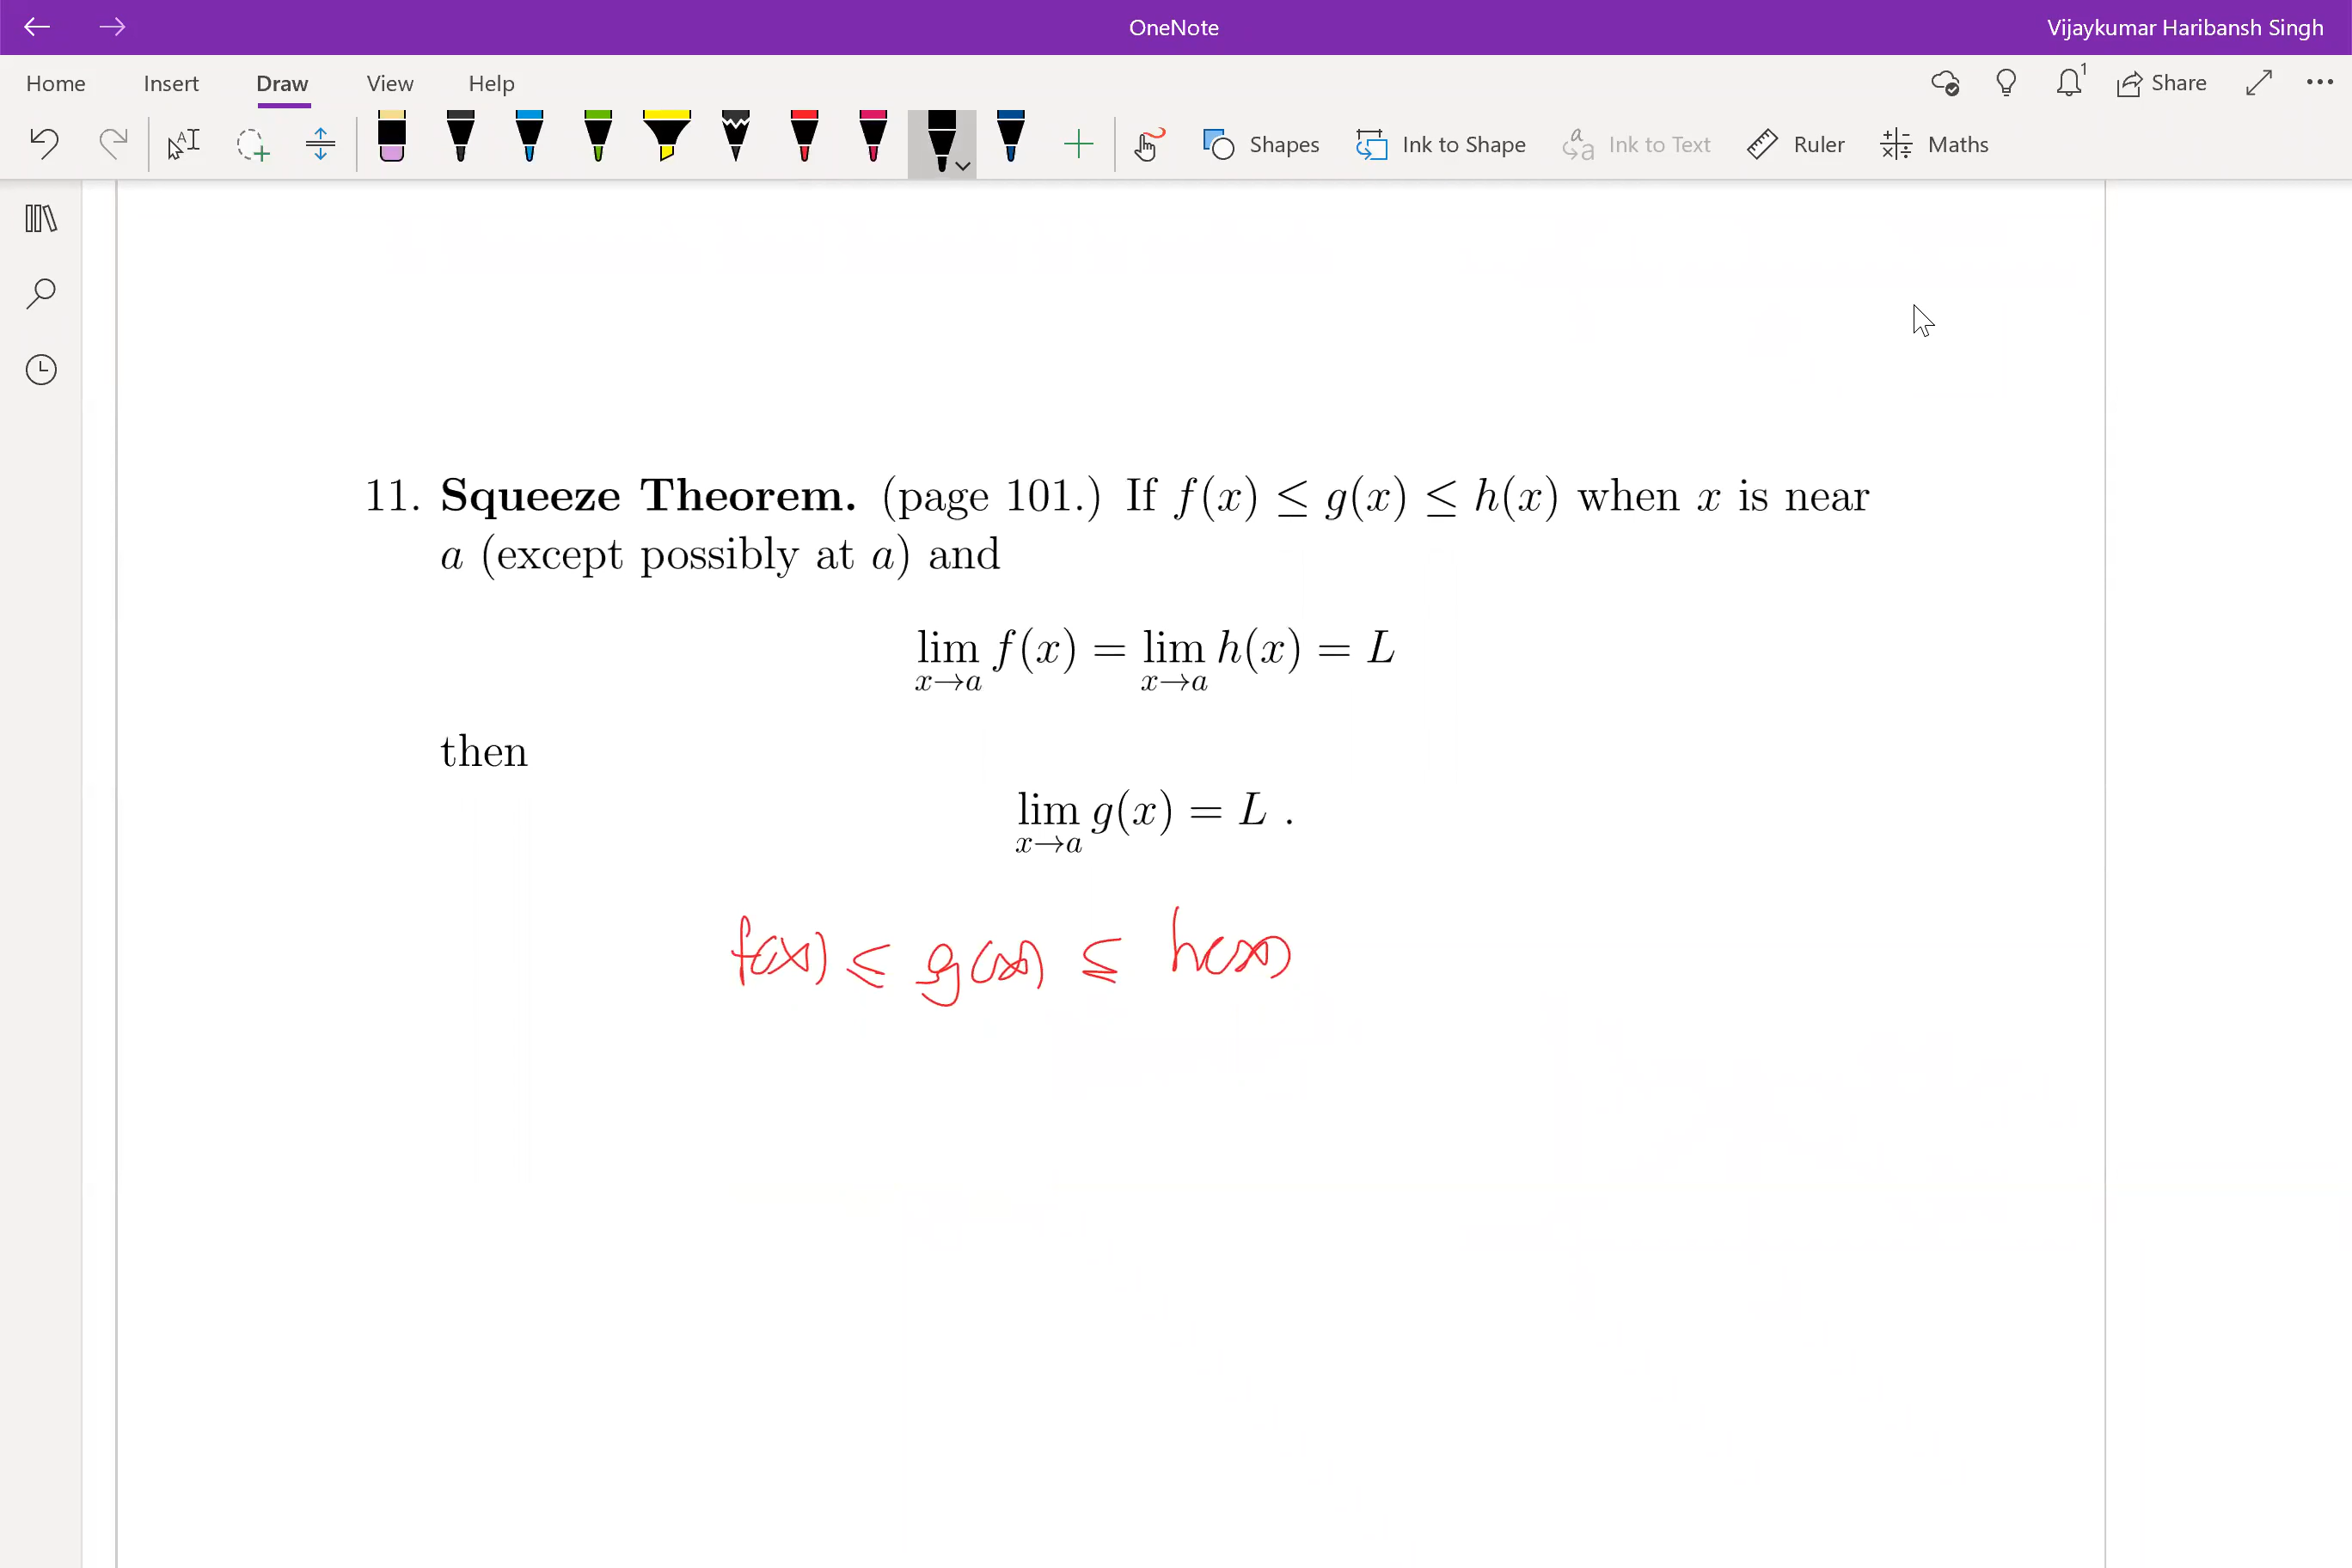 OneNote
Vijaykumar Haribansh Singh
Home Insert Draw View Help
1 Share
Shapes Ink to Shape Ink to Text Ruler Maths
11. Squeeze Theorem. (page 101.) If f(x) ≤ g(x) ≤ h(x) when x is near
a (except possibly at a) and
lim x→a f(x) = lim x→a h(x) = L
then
lim x→a g(x) = L .
f(x) ≤ g(x) ≤ h(x)